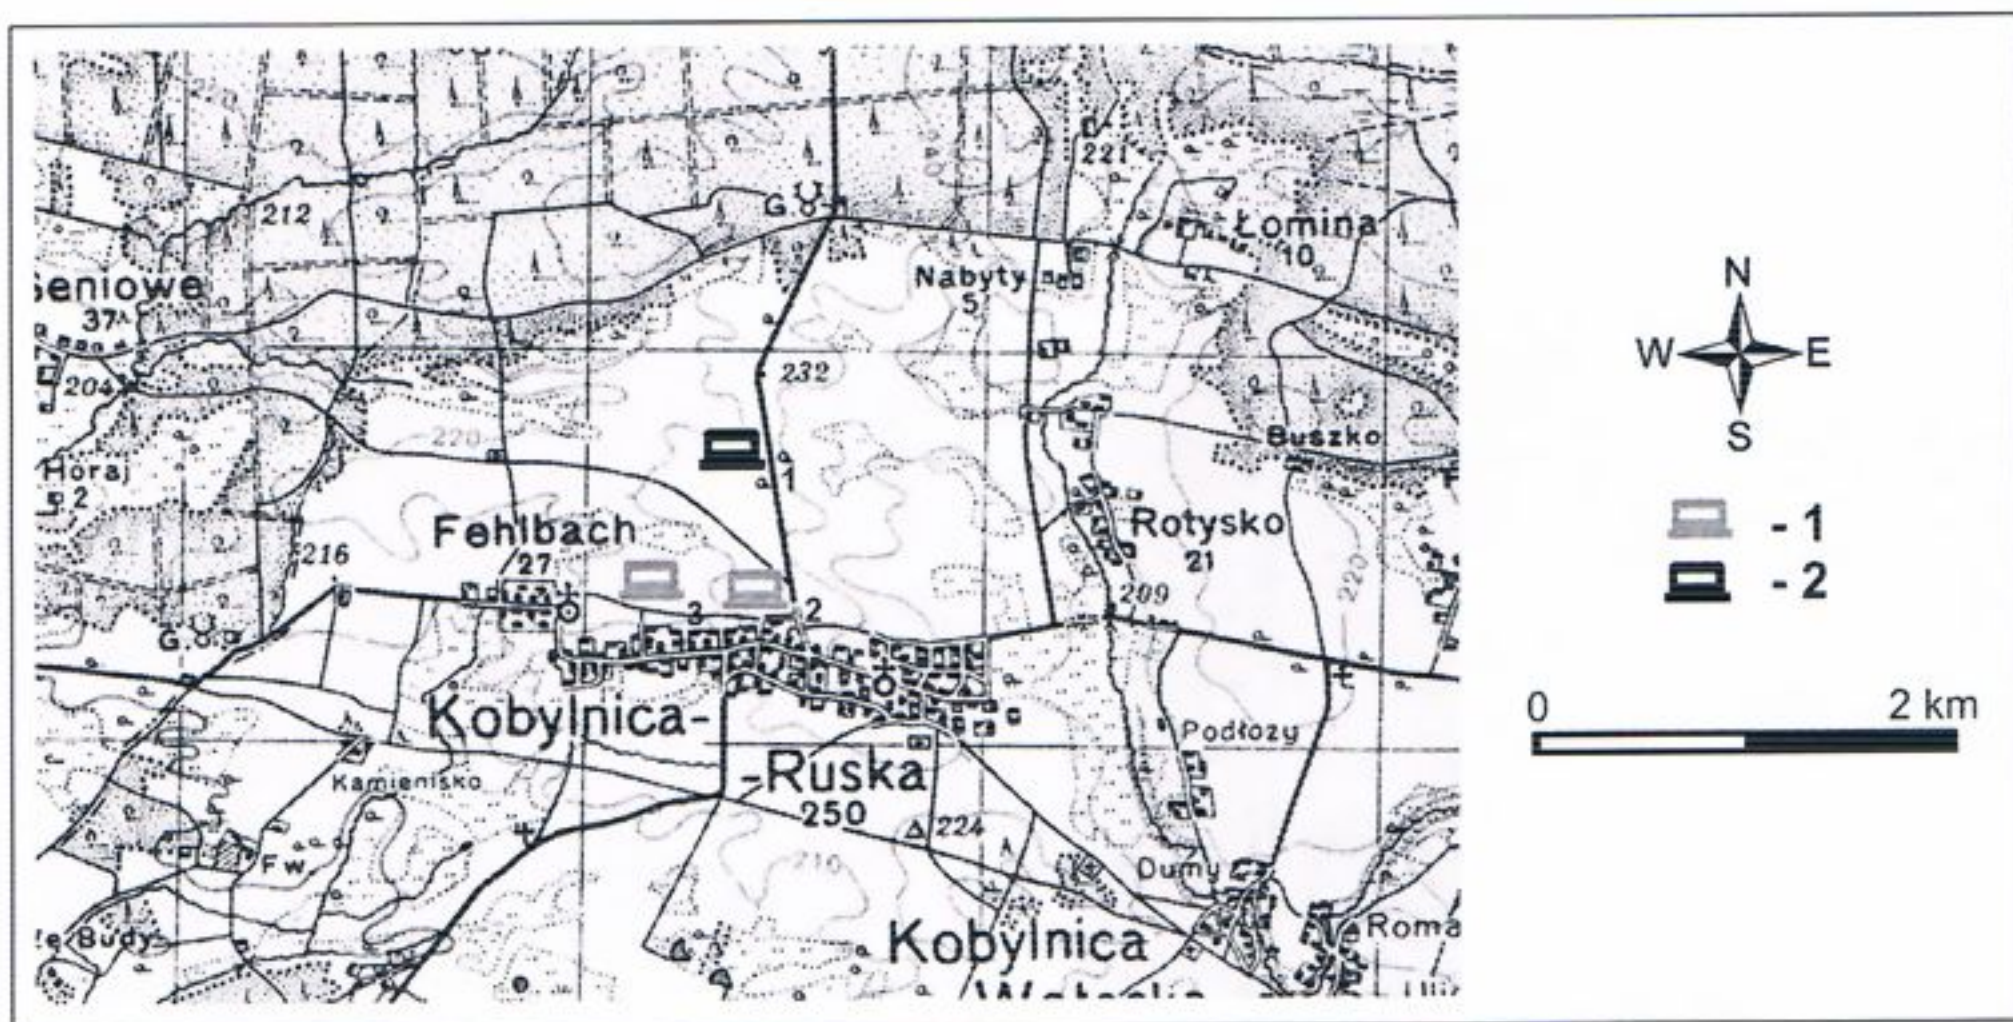 221
G.
212
Łomina
10
Nabyty
5
Seniowe
37
232
204
220
Buszko
Horaj
2
1
Fehlbach
27
Rotysko
21
216
209
220
3
2
G.
Kobylnica-
-Ruska
250
Podłozy
Kamienisko
224
210
Fw.
Dumy
Kobylnica
Roma
Budy
N
W
E
S
- 1
- 2
0
2 km